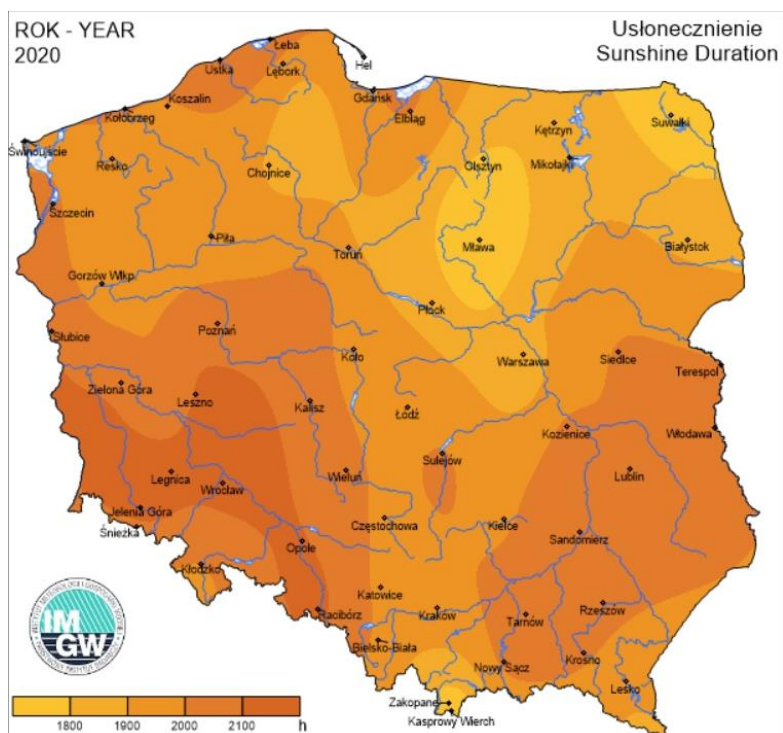 ROK - YEAR
2020
Usłonecznienie
Sunshine Duration
Łeba
Hel
Ustka
Lębork
Gdańsk
Koszalin
Kołobrzeg
Elbląg
Kętrzyn
Suwałki
Świnoujście
Resko
Chojnice
Olsztyn
Mikołajki
Szczecin
Piła
Toruń
Mława
Białystok
Gorzów Wlkp.
Płock
Słubice
Poznań
Koło
Warszawa
Siedlce
Terespol
Zielona Góra
Leszno
Kalisz
Łódź
Kozienice
Włodawa
Sulejów
Legnica
Wrocław
Wieluń
Lublin
Jelenia Góra
Śnieżka
Częstochowa
Kielce
Sandomierz
Opole
Kłodzko
Katowice
Racibórz
Kraków
Tarnów
Rzeszow
Bielsko-Biała
Nowy Sącz
Krosno
Lesko
Zakopane
Kasprowy Wierch
IM
GW
1800 1900 2000 2100 h